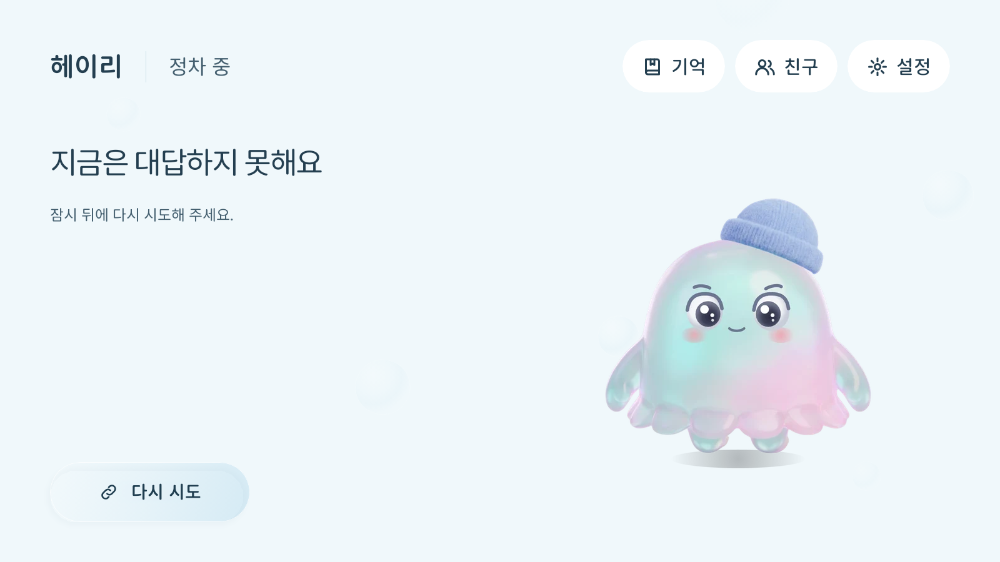 헤이리
정차 중
기억
친구
설정
지금은 대답하지 못해요
잠시 뒤에 다시 시도해 주세요.
다시 시도